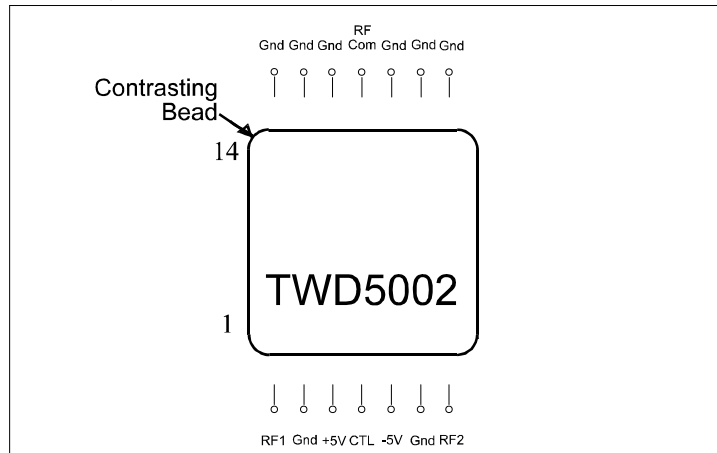 RF
Gnd Gnd Gnd Com Gnd Gnd Gnd
Contrasting
Bead
14
TWD5002
1
RF1 Gnd +5V CTL -5V Gnd RF2